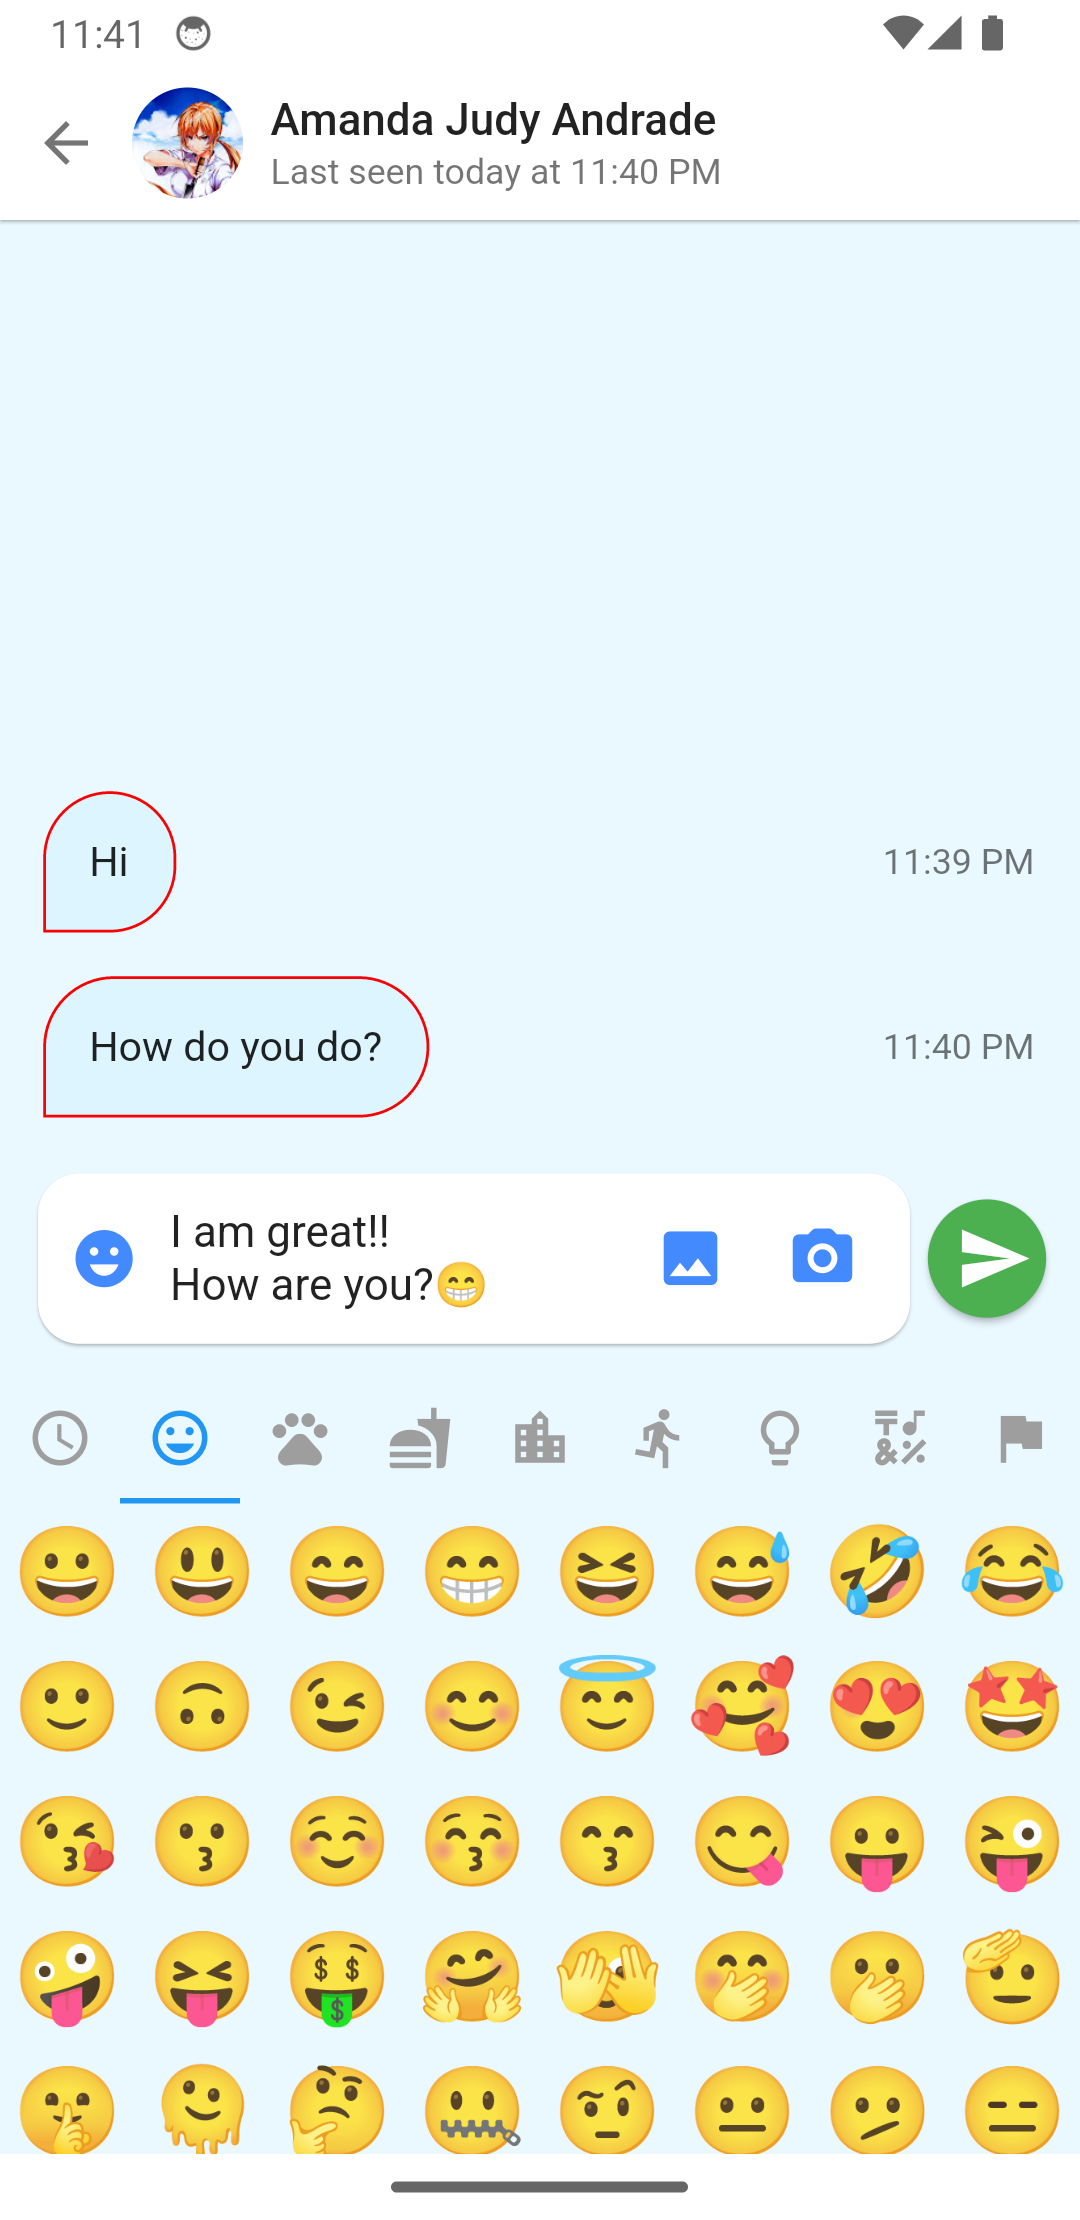 11:41
Amanda Judy Andrade
Last seen today at 11:40 PM
Hi
11:39 PM
How do you do?
11:40 PM
I am great!!
How are you?😁